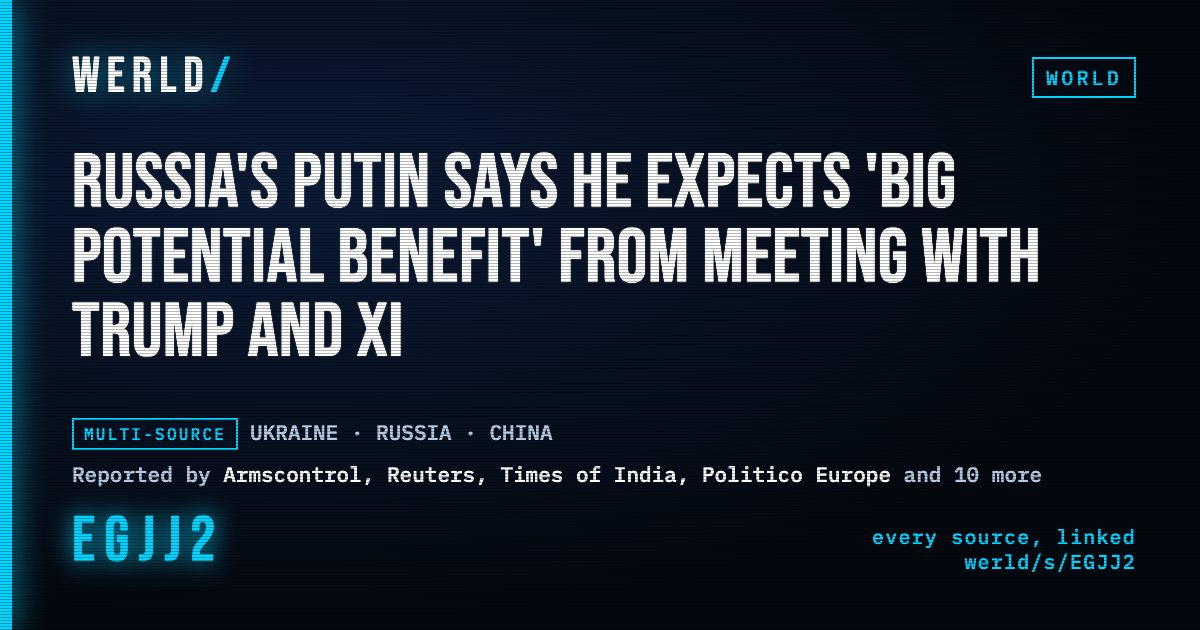 WERLD/
WORLD
RUSSIA'S PUTIN SAYS HE EXPECTS 'BIG
POTENTIAL BENEFIT' FROM MEETING WITH
TRUMP AND XI
MULTI-SOURCE UKRAINE · RUSSIA · CHINA
Reported by Armscontrol, Reuters, Times of India, Politico Europe and 10 more
EGJJ2
every source, linked
werld/s/EGJJ2